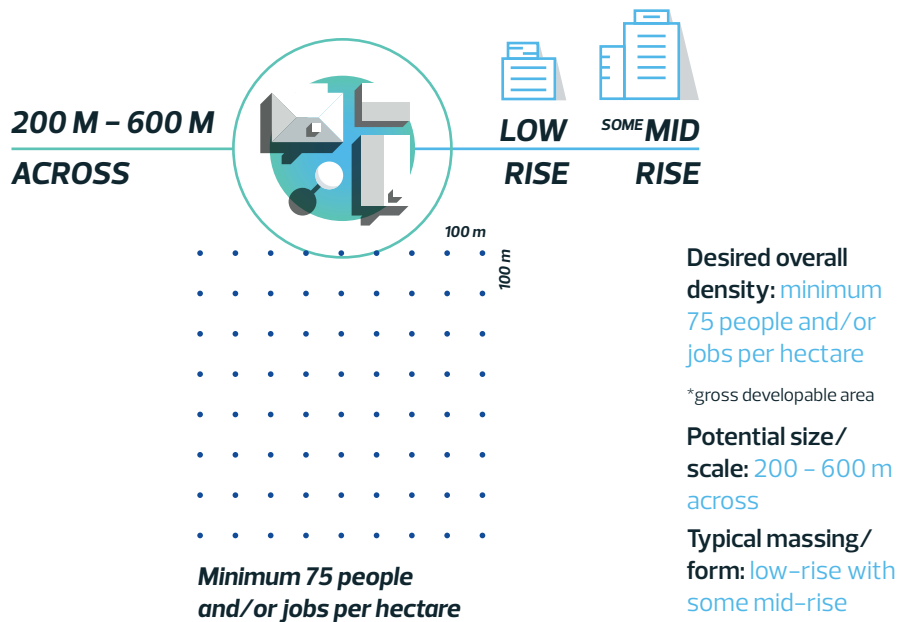 200 M – 600 M
ACROSS
LOW
RISE
SOME MID
RISE
100 m
100 m
Minimum 75 people
and/or jobs per hectare
Desired overall
density: minimum
75 people and/or
jobs per hectare
*gross developable area
Potential size/
scale: 200 – 600 m
across
Typical massing/
form: low-rise with
some mid-rise